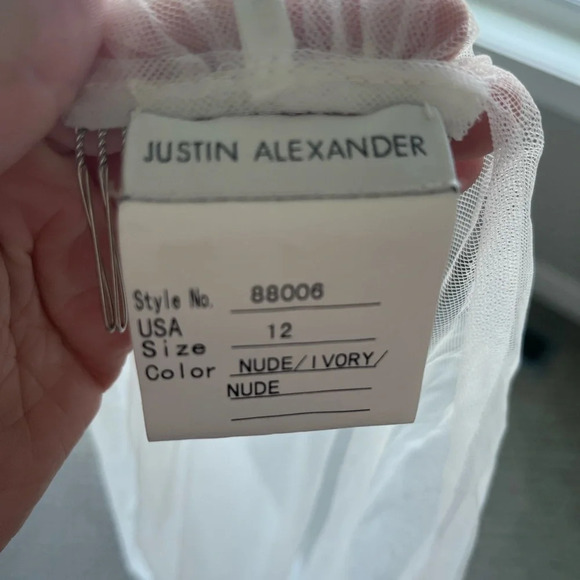 JUSTIN ALEXANDER
Style No. 88006
USA
Size 12
Color NUDE/IVORY/
NUDE